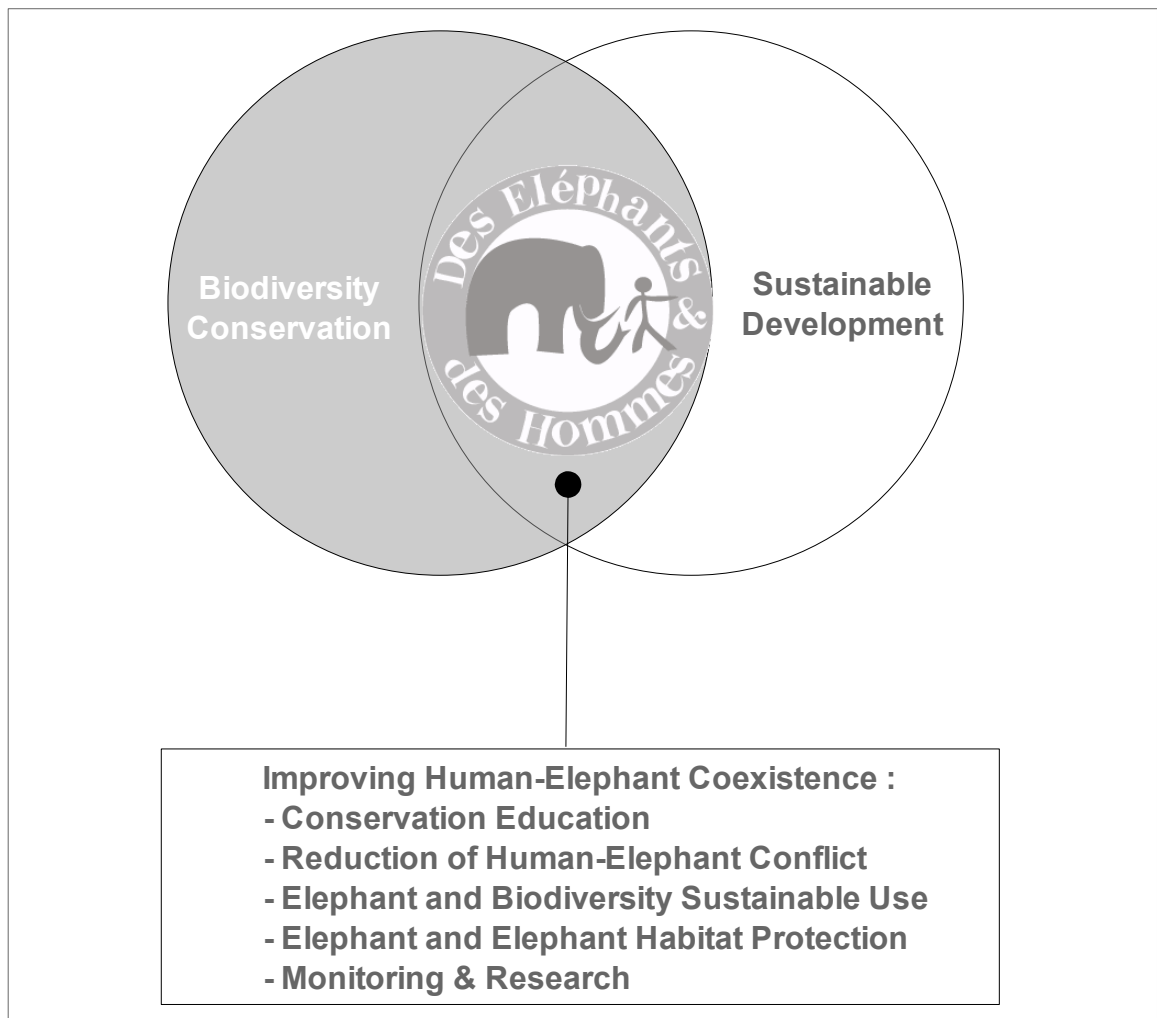 Biodiversity
Conservation
Des Eléphants &
des Hommes
Sustainable
Development
Improving Human-Elephant Coexistence :
- Conservation Education
- Reduction of Human-Elephant Conflict
- Elephant and Biodiversity Sustainable Use
- Elephant and Elephant Habitat Protection
- Monitoring & Research